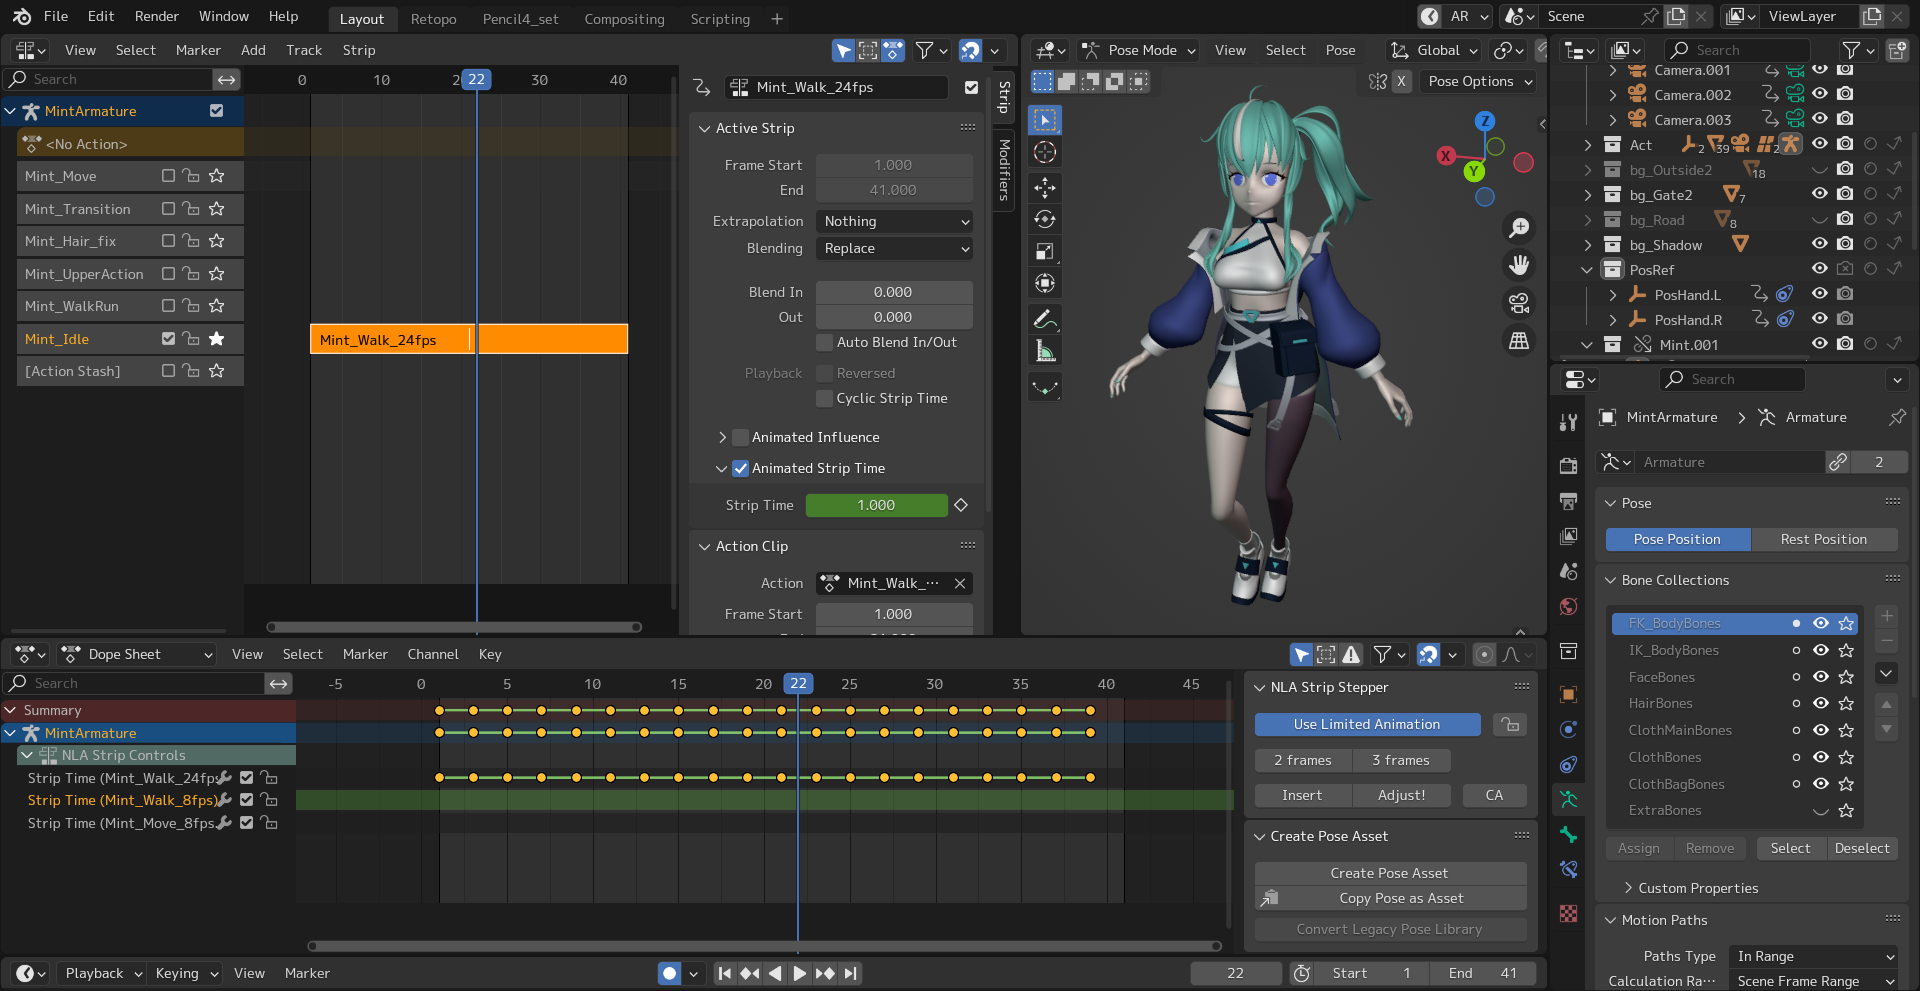 File Edit Render Window Help Layout Retopo Pencil4_set Compositing Scripting AR Scene ViewLayer
View Select Marker Add Track Strip
Search 0 10 22 30 40
MintArmature
<No Action>
Mint_Move
Mint_Transition
Mint_Hair_fix
Mint_UpperAction
Mint_WalkRun
Mint_Idle
[Action Stash]
Mint_Walk_24fps
Mint_Walk_24fps
Active Strip
Frame Start 1.000
End 41.000
Extrapolation Nothing
Blending Replace
Blend In 0.000
Out 0.000
Auto Blend In/Out
Playback Reversed
Cyclic Strip Time
Animated Influence
Animated Strip Time
Strip Time 1.000
Action Clip
Action Mint_Walk_···
Frame Start 1.000
Strip
Modifiers
Pose Mode View Select Pose Global
X Pose Options
Z
X
Y
Search
Camera.001
Camera.002
Camera.003
Act 2 39 2
bg_Outside2 18
bg_Gate2 7
bg_Road 8
bg_Shadow
PosRef
PosHand.L
PosHand.R
Mint.001
Search
MintArmature Armature
Armature 2
Pose
Pose Position Rest Position
Bone Collections
FK_BodyBones
IK_BodyBones
FaceBones
HairBones
ClothMainBones
ClothBones
ClothBagBones
ExtraBones
Assign Remove Select Deselect
Custom Properties
Motion Paths
Paths Type In Range
Calculation Ra··· Scene Frame Range
Dope Sheet View Select Marker Channel Key
Search -5 0 5 10 15 20 22 25 30 35 40 45
Summary
MintArmature
NLA Strip Controls
Strip Time (Mint_Walk_24fps
Strip Time (Mint_Walk_8fps)
Strip Time (Mint_Move_8fps
NLA Strip Stepper
Use Limited Animation
2 frames 3 frames
Insert Adjust! CA
Create Pose Asset
Create Pose Asset
Copy Pose as Asset
Convert Legacy Pose Library
Playback Keying View Marker 22 Start 1 End 41